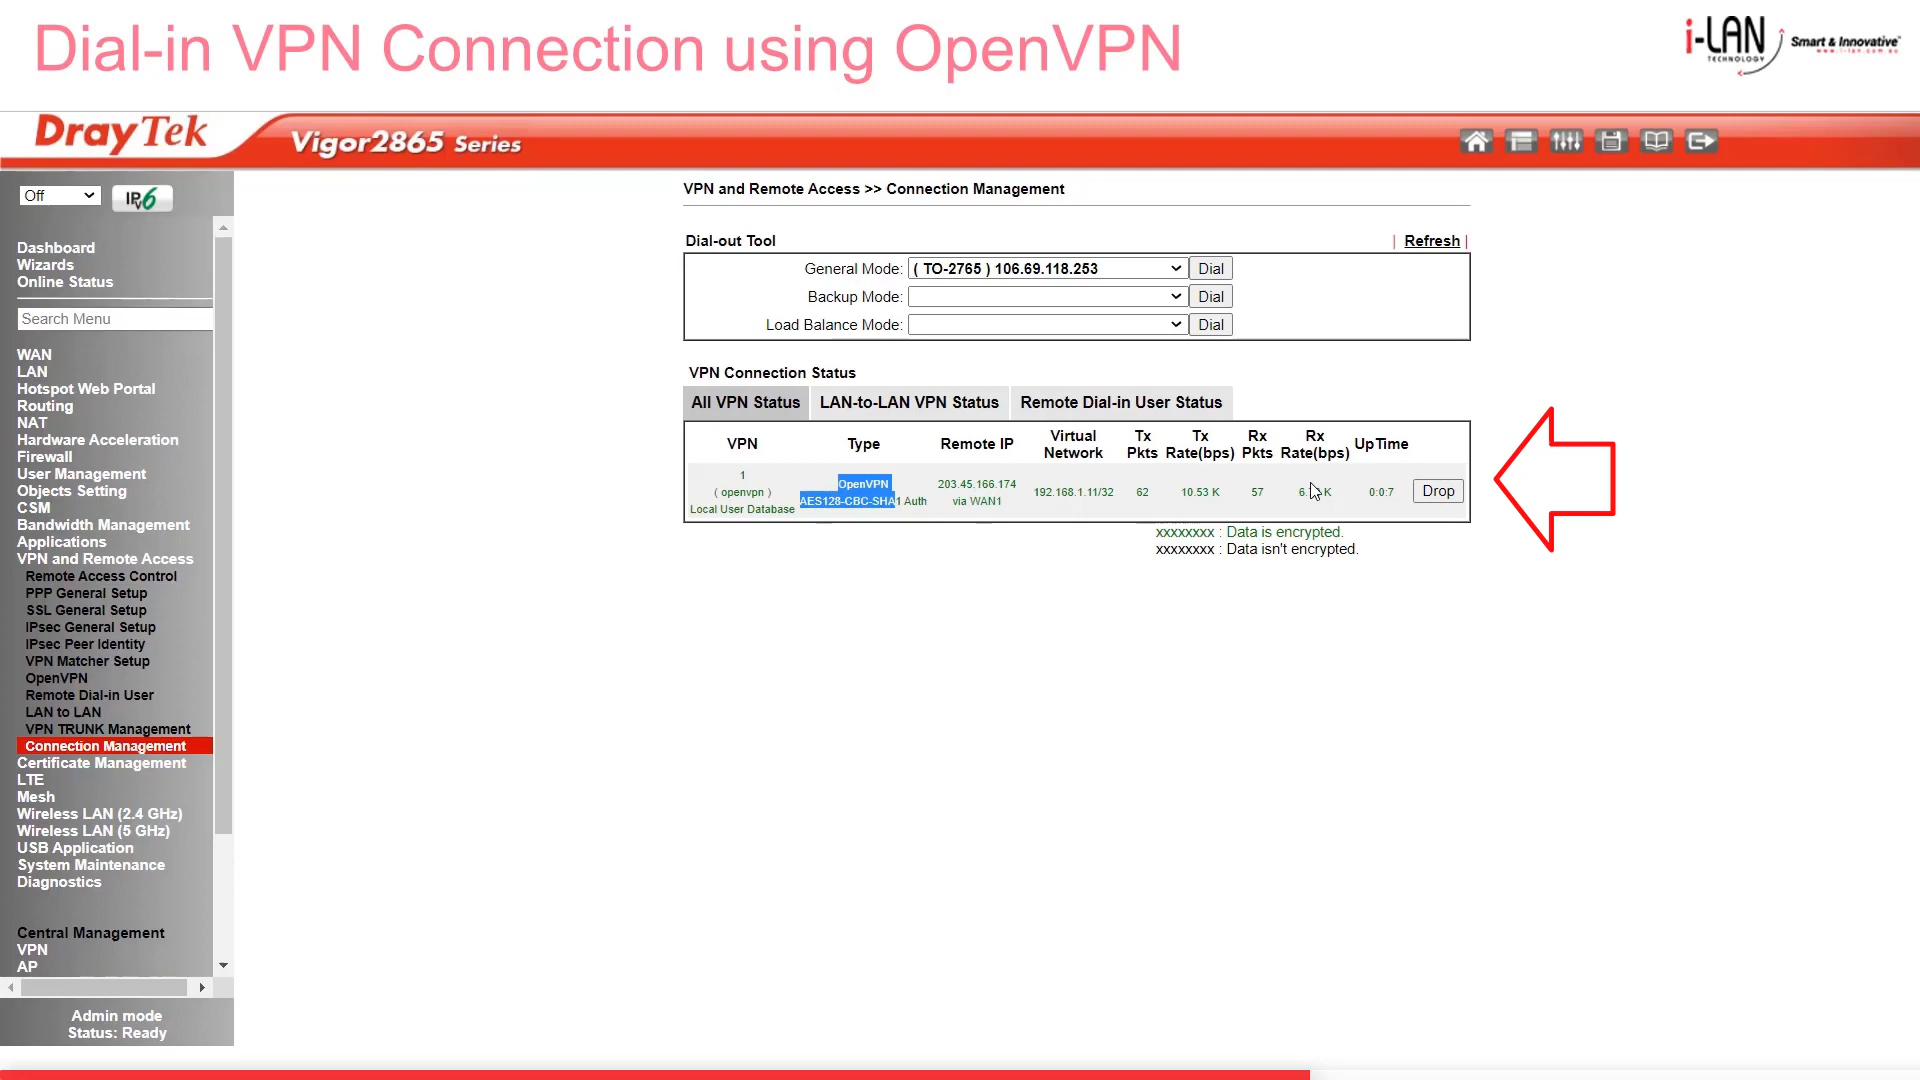 Dial-in VPN Connection using OpenVPN
i-LAN
TECHNOLOGY
Smart & Innovative™
www.i-lan.com.au
DrayTek
Vigor2865 Series
Off
IPv6
Dashboard
Wizards
Online Status
Search Menu
WAN
LAN
Hotspot Web Portal
Routing
NAT
Hardware Acceleration
Firewall
User Management
Objects Setting
CSM
Bandwidth Management
Applications
VPN and Remote Access
Remote Access Control
PPP General Setup
SSL General Setup
IPsec General Setup
IPsec Peer Identity
VPN Matcher Setup
OpenVPN
Remote Dial-in User
LAN to LAN
VPN TRUNK Management
Connection Management
Certificate Management
LTE
Mesh
Wireless LAN (2.4 GHz)
Wireless LAN (5 GHz)
USB Application
System Maintenance
Diagnostics
Central Management
VPN
AP
Admin mode
Status: Ready
VPN and Remote Access >> Connection Management
Dial-out Tool
| Refresh |
General Mode: ( TO-2765 ) 106.69.118.253 Dial
Backup Mode: Dial
Load Balance Mode: Dial
VPN Connection Status
All VPN Status LAN-to-LAN VPN Status Remote Dial-in User Status
VPN Type Remote IP Virtual Network Tx Pkts Tx Rate(bps) Rx Pkts Rx Rate(bps) UpTime
1
( openvpn )
Local User Database
OpenVPN
AES128-CBC-SHA1 Auth
203.45.166.174
via WAN1
192.168.1.11/32 62 10.53 K 57 K 0:0:7 Drop
xxxxxxxx : Data is encrypted.
xxxxxxxx : Data isn't encrypted.